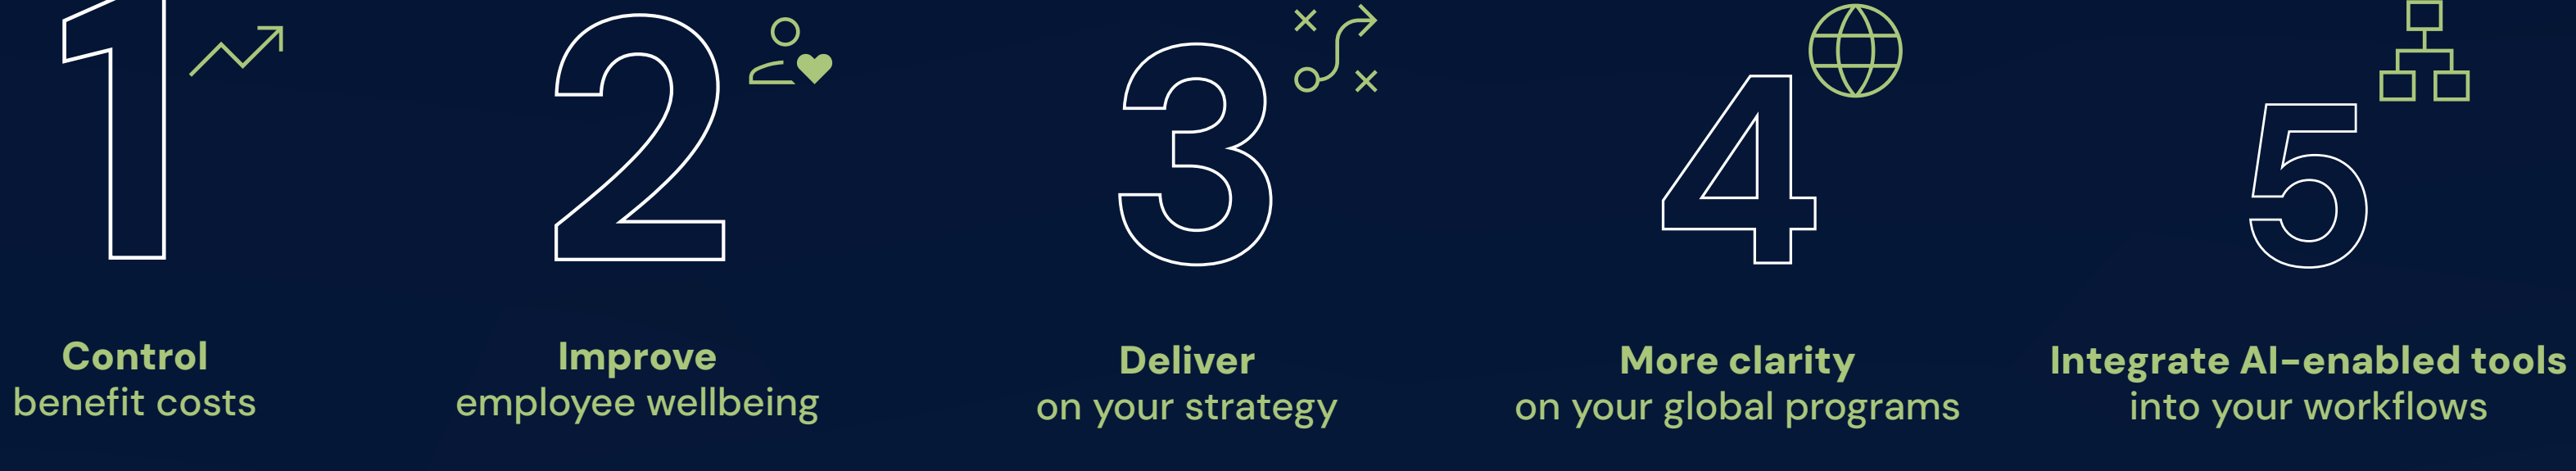 1
2
3
4
5
Control
benefit costs
Improve
employee wellbeing
Deliver
on your strategy
More clarity
on your global programs
Integrate AI-enabled tools
into your workflows